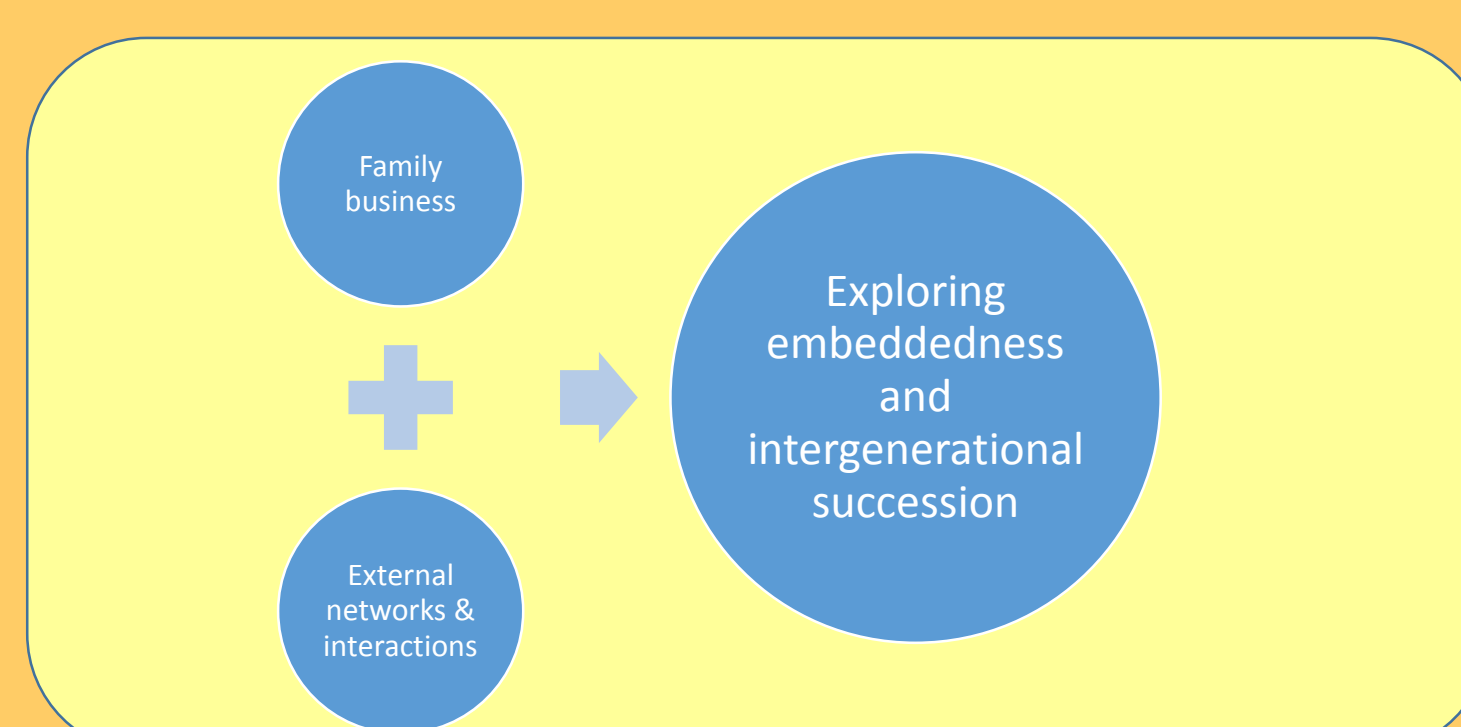 Family
business
External
networks &
interactions
Exploring
embeddedness
and
intergenerational
succession